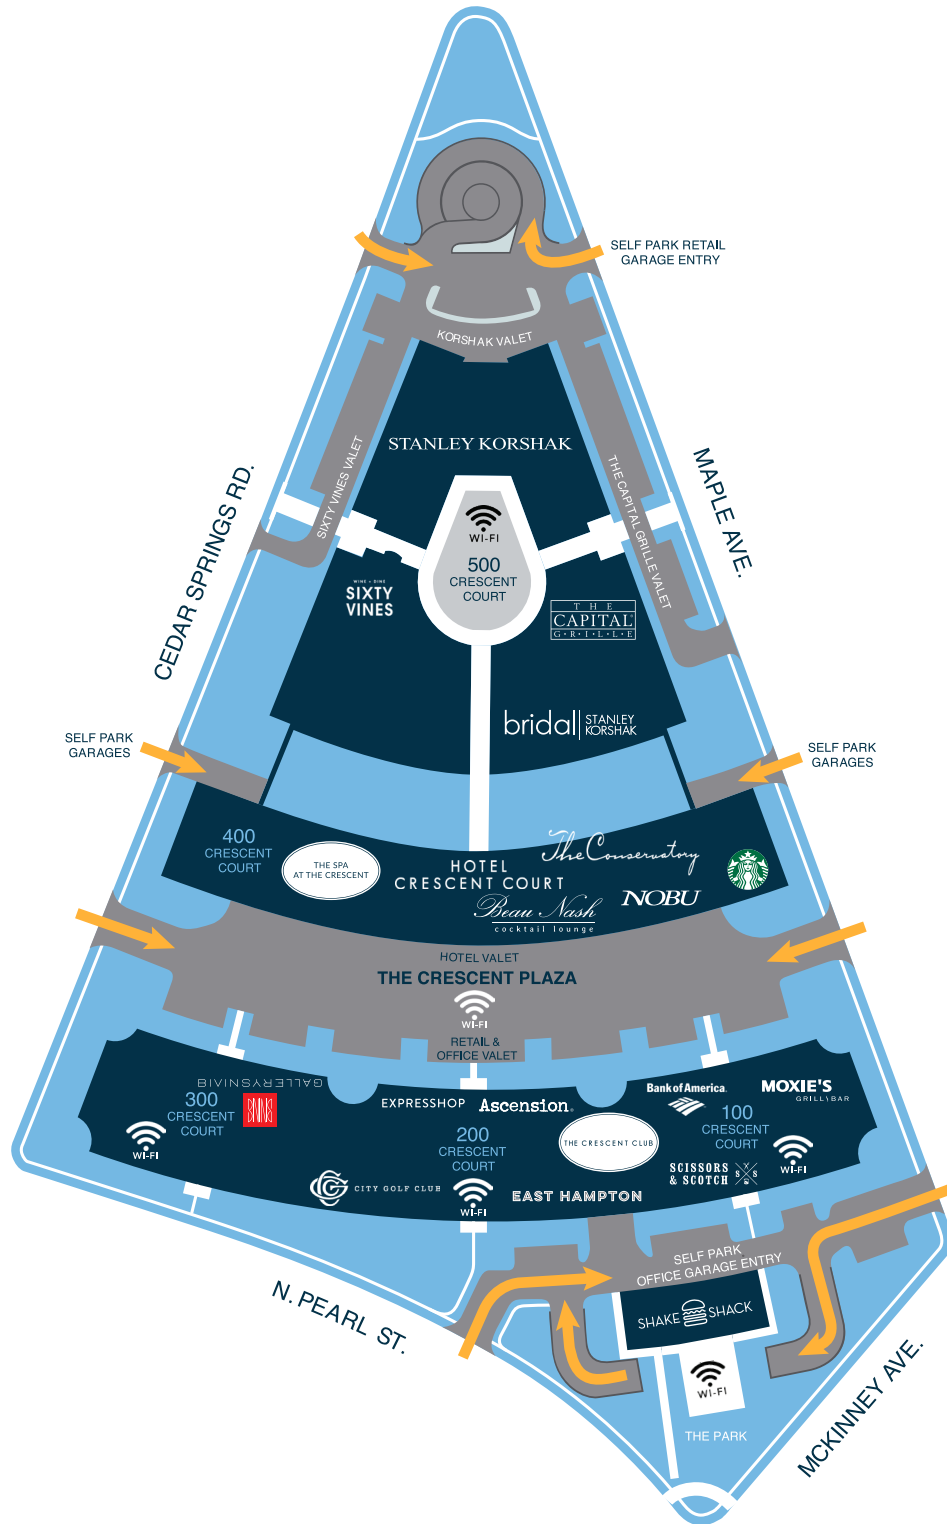 SELF PARK RETAIL
GARAGE ENTRY
KORSHAK VALET
STANLEY KORSHAK
SIXTY VINES VALET
THE CAPITAL GRILLE VALET
CEDAR SPRINGS RD.
MAPLE AVE.
WI-FI
500
CRESCENT
COURT
WINE + DINE
SIXTY
VINES
THE
CAPITAL
G·R·I·L·L·E
bridal STANLEY
KORSHAK
SELF PARK
GARAGES
SELF PARK
GARAGES
400
CRESCENT
COURT
THE SPA
AT THE CRESCENT
HOTEL
CRESCENT COURT
The Conservatory
NOBU
Beau Nash
cocktail lounge
HOTEL VALET
THE CRESCENT PLAZA
WI-FI
RETAIL &
OFFICE VALET
BIVINSGALLERY
300
CRESCENT
COURT
BIVINS
WI-FI
EXPRESSHOP
Ascension
200
CRESCENT
COURT
WI-FI
THE CRESCENT CLUB
Bank of America
MOXIE'S
GRILL & BAR
100
CRESCENT
COURT
WI-FI
SCISSORS
& SCOTCH
CITY GOLF CLUB
EAST HAMPTON
SELF PARK
OFFICE GARAGE ENTRY
SHAKE SHACK
WI-FI
THE PARK
N. PEARL ST.
MCKINNEY AVE.